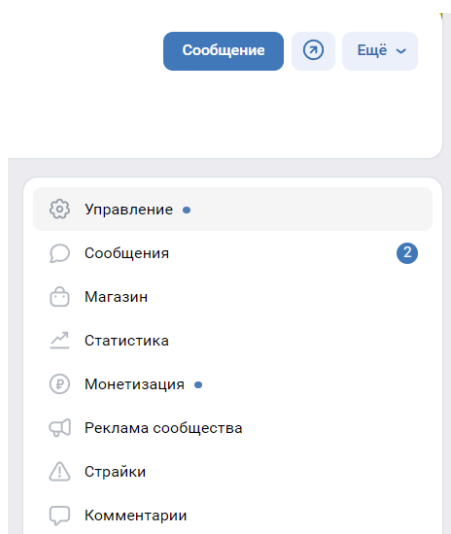 Сообщение Ещё
Управление
Сообщения 2
Магазин
Статистика
Монетизация
Реклама сообщества
Страйки
Комментарии